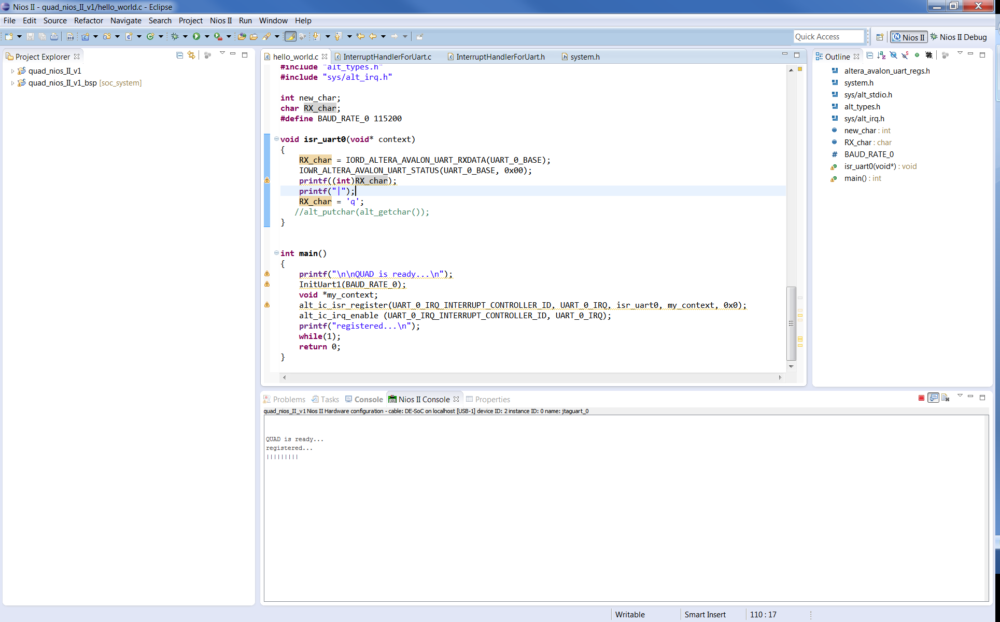 Nios II - quad_nios_II_v1/hello_world.c - Eclipse
File Edit Source Refactor Navigate Search Project Nios II Run Window Help
Quick Access
Nios II
Nios II Debug
Project Explorer
quad_nios_II_v1
quad_nios_II_v1_bsp [soc_system]
hello_world.c InterruptHandlerForUart.c InterruptHandlerForUart.h system.h
#include "alt_types.h"
#include "sys/alt_irq.h"
int new_char;
char RX_char;
#define BAUD_RATE_0 115200
void isr_uart0(void* context)
{
RX_char = IORD_ALTERA_AVALON_UART_RXDATA(UART_0_BASE);
IOWR_ALTERA_AVALON_UART_STATUS(UART_0_BASE, 0x00);
printf((int)RX_char);
printf("|");
RX_char = 'q';
//alt_putchar(alt_getchar());
}
int main()
{
printf("\n\nQUAD is ready...\n");
InitUart1(BAUD_RATE_0);
void *my_context;
alt_ic_isr_register(UART_0_IRQ_INTERRUPT_CONTROLLER_ID, UART_0_IRQ, isr_uart0, my_context, 0x0);
alt_ic_irq_enable (UART_0_IRQ_INTERRUPT_CONTROLLER_ID, UART_0_IRQ);
printf("registered...\n");
while(1);
return 0;
}
Outline
altera_avalon_uart_regs.h
system.h
sys/alt_stdio.h
alt_types.h
sys/alt_irq.h
new_char : int
RX_char : char
# BAUD_RATE_0
isr_uart0(void*) : void
main() : int
Problems Tasks Console Nios II Console Properties
quad_nios_II_v1 Nios II Hardware configuration - cable: DE-SoC on localhost [USB-1] device ID: 2 instance ID: 0 name: jtaguart_0
QUAD is ready...
registered...
|||||||||
Writable
Smart Insert
110 : 17